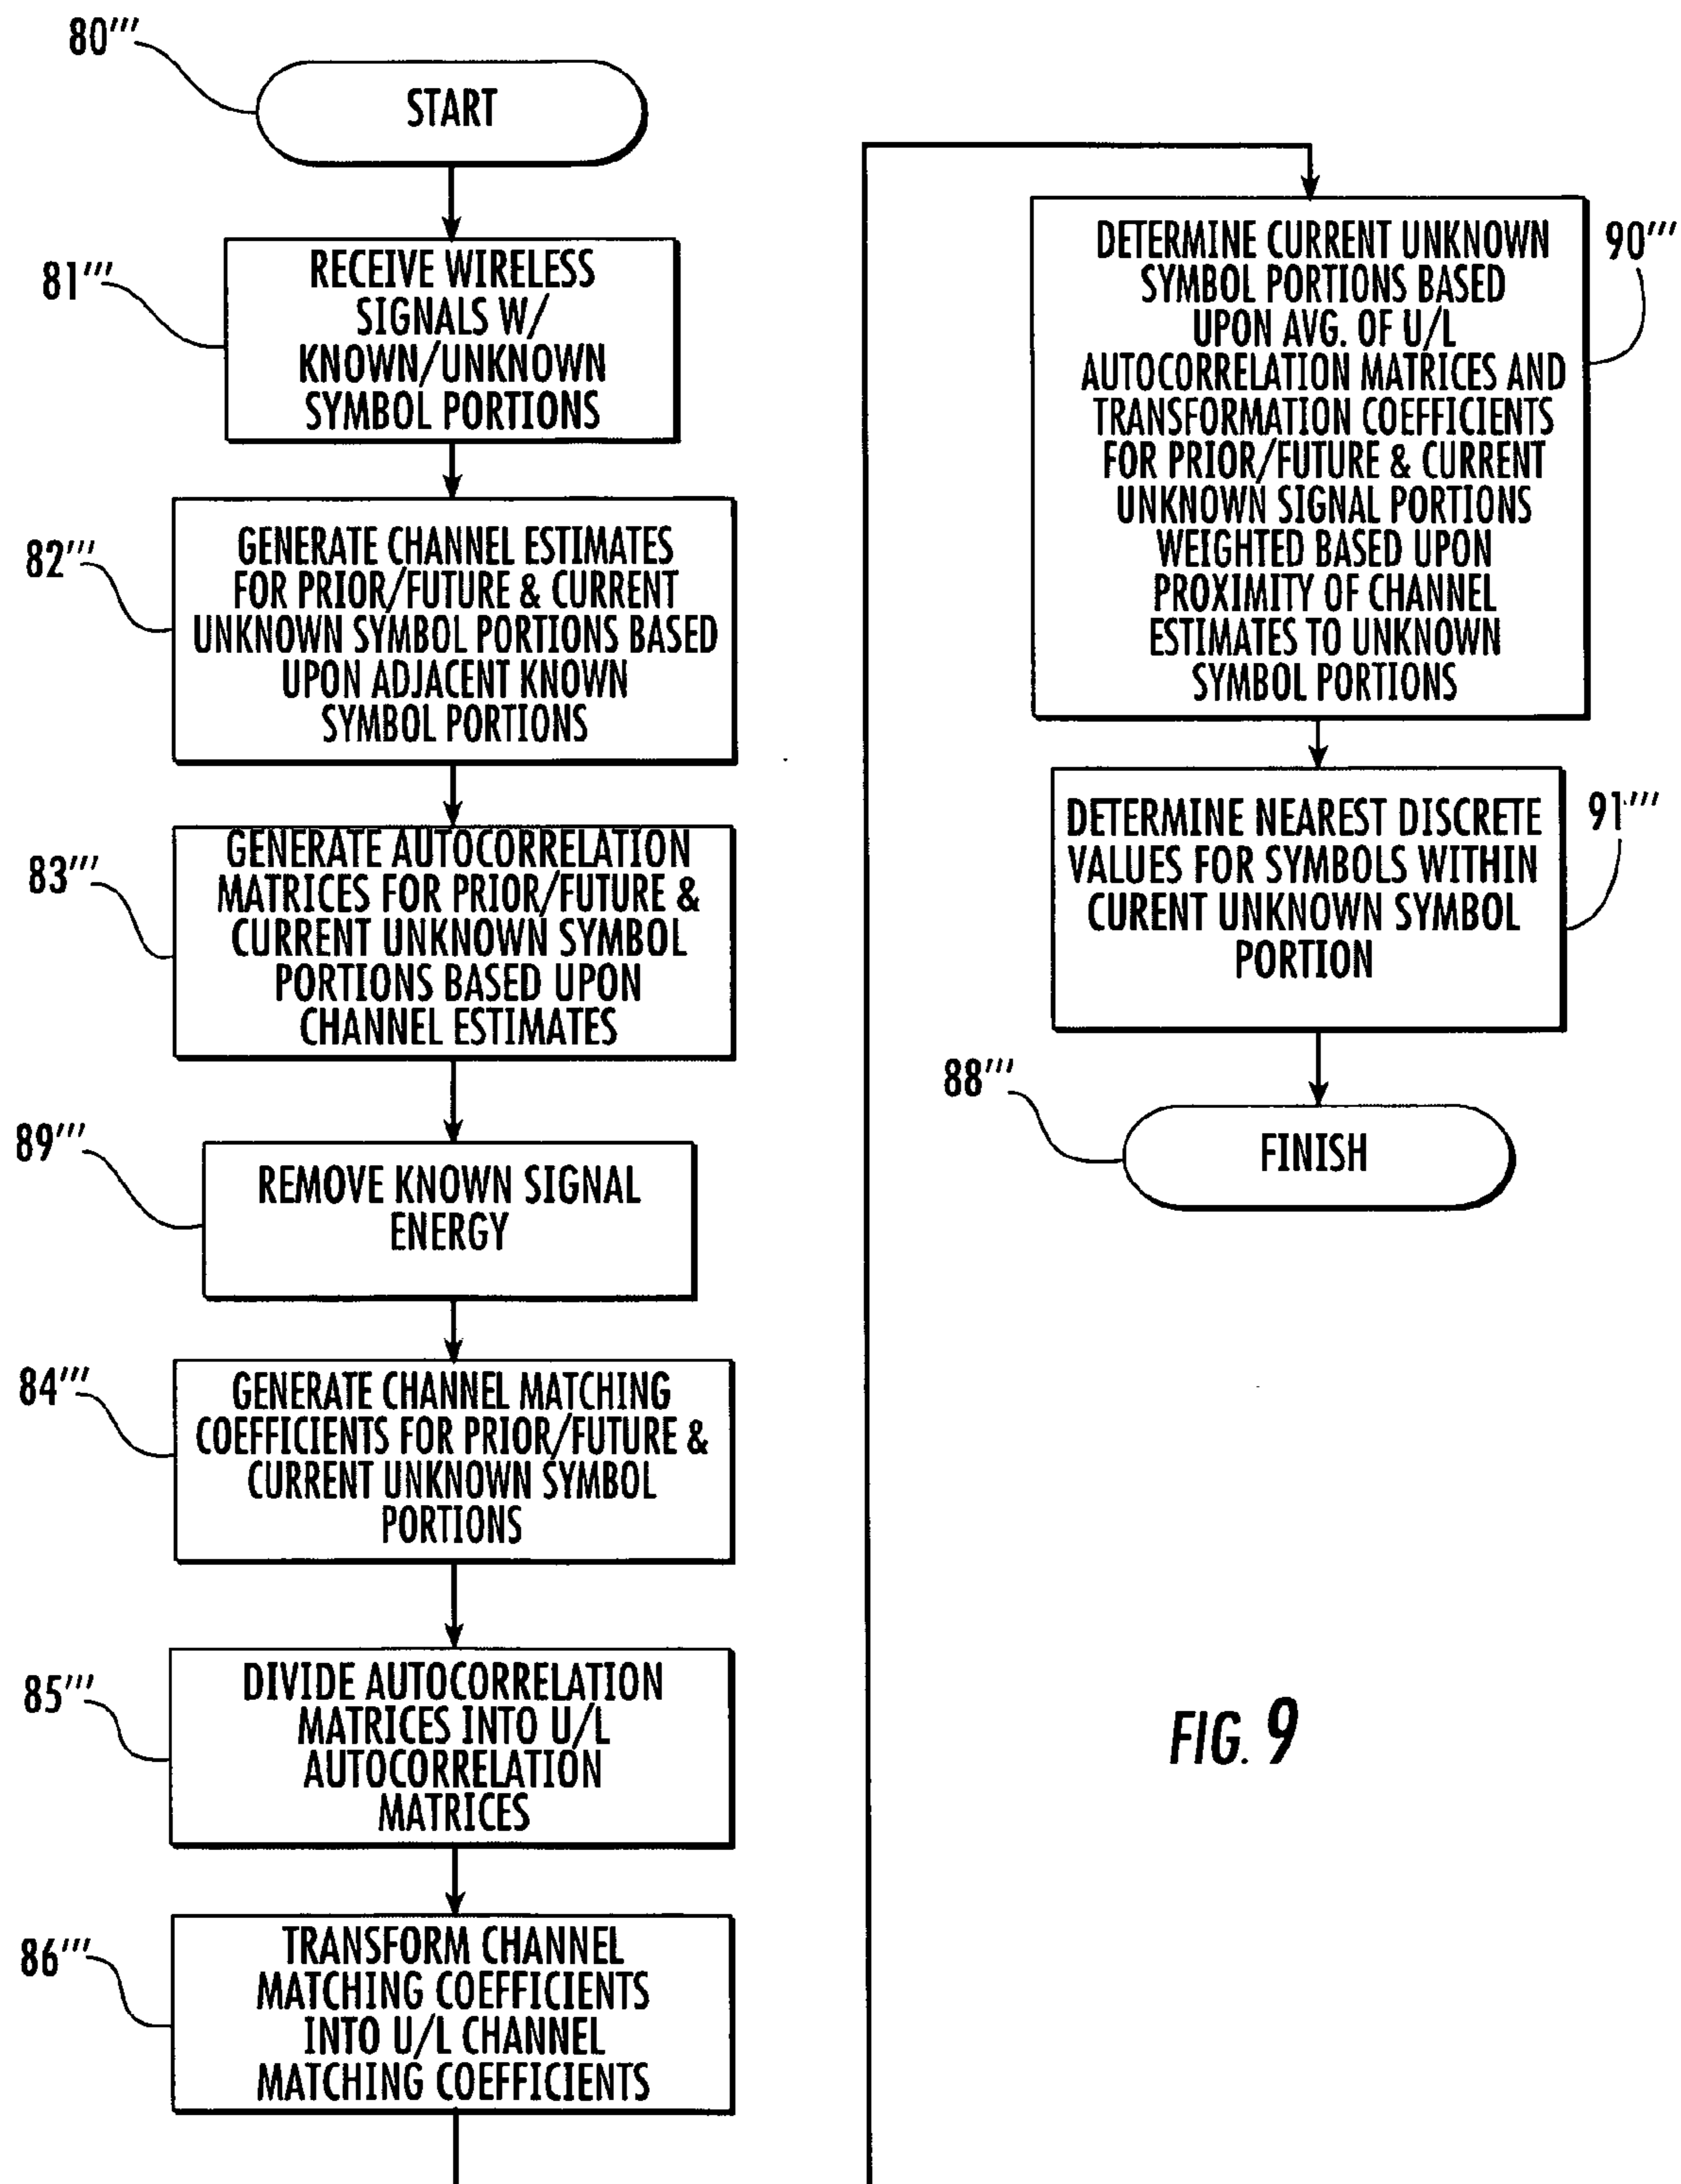 80'''
START
81'''
RECEIVE WIRELESS
SIGNALS W/
KNOWN/UNKNOWN
SYMBOL PORTIONS
82'''
GENERATE CHANNEL ESTIMATES
FOR PRIOR/FUTURE & CURRENT
UNKNOWN SYMBOL PORTIONS BASED
UPON ADJACENT KNOWN
SYMBOL PORTIONS
83'''
GENERATE AUTOCORRELATION
MATRICES FOR PRIOR/FUTURE &
CURRENT UNKNOWN SYMBOL
PORTIONS BASED UPON
CHANNEL ESTIMATES
89'''
REMOVE KNOWN SIGNAL
ENERGY
84'''
GENERATE CHANNEL MATCHING
COEFFICIENTS FOR PRIOR/FUTURE &
CURRENT UNKNOWN SYMBOL
PORTIONS
85'''
DIVIDE AUTOCORRELATION
MATRICES INTO U/L
AUTOCORRELATION
MATRICES
86'''
TRANSFORM CHANNEL
MATCHING COEFFICIENTS
INTO U/L CHANNEL
MATCHING COEFFICIENTS
90'''
DETERMINE CURRENT UNKNOWN
SYMBOL PORTIONS BASED
UPON AVG. OF U/L
AUTOCORRELATION MATRICES AND
TRANSFORMATION COEFFICIENTS
FOR PRIOR/FUTURE & CURRENT
UNKNOWN SIGNAL PORTIONS
WEIGHTED BASED UPON
PROXIMITY OF CHANNEL
ESTIMATES TO UNKNOWN
SYMBOL PORTIONS
91'''
DETERMINE NEAREST DISCRETE
VALUES FOR SYMBOLS WITHIN
CURENT UNKNOWN SYMBOL
PORTION
88'''
FINISH
FIG. 9